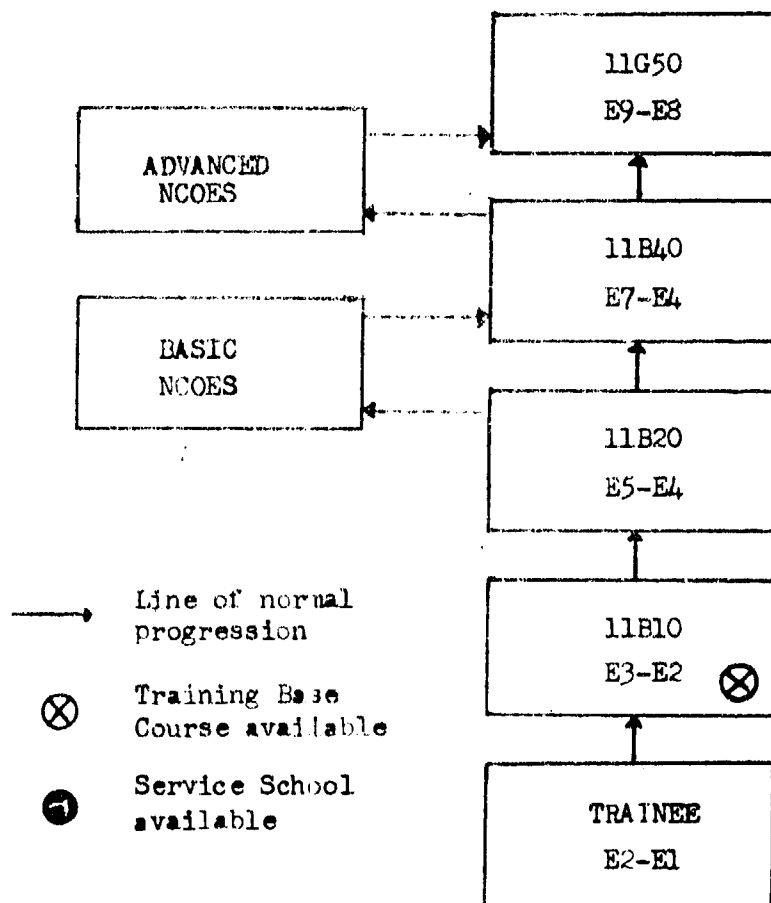 11G50
E9-E8
ADVANCED
NCOES
11B40
E7-E4
BASIC
NCOES
11B20
E5-E4
Line of normal
progression
11B10
E3-E2
Training Base
Course available
Service School
available
TRAINEE
E2-E1